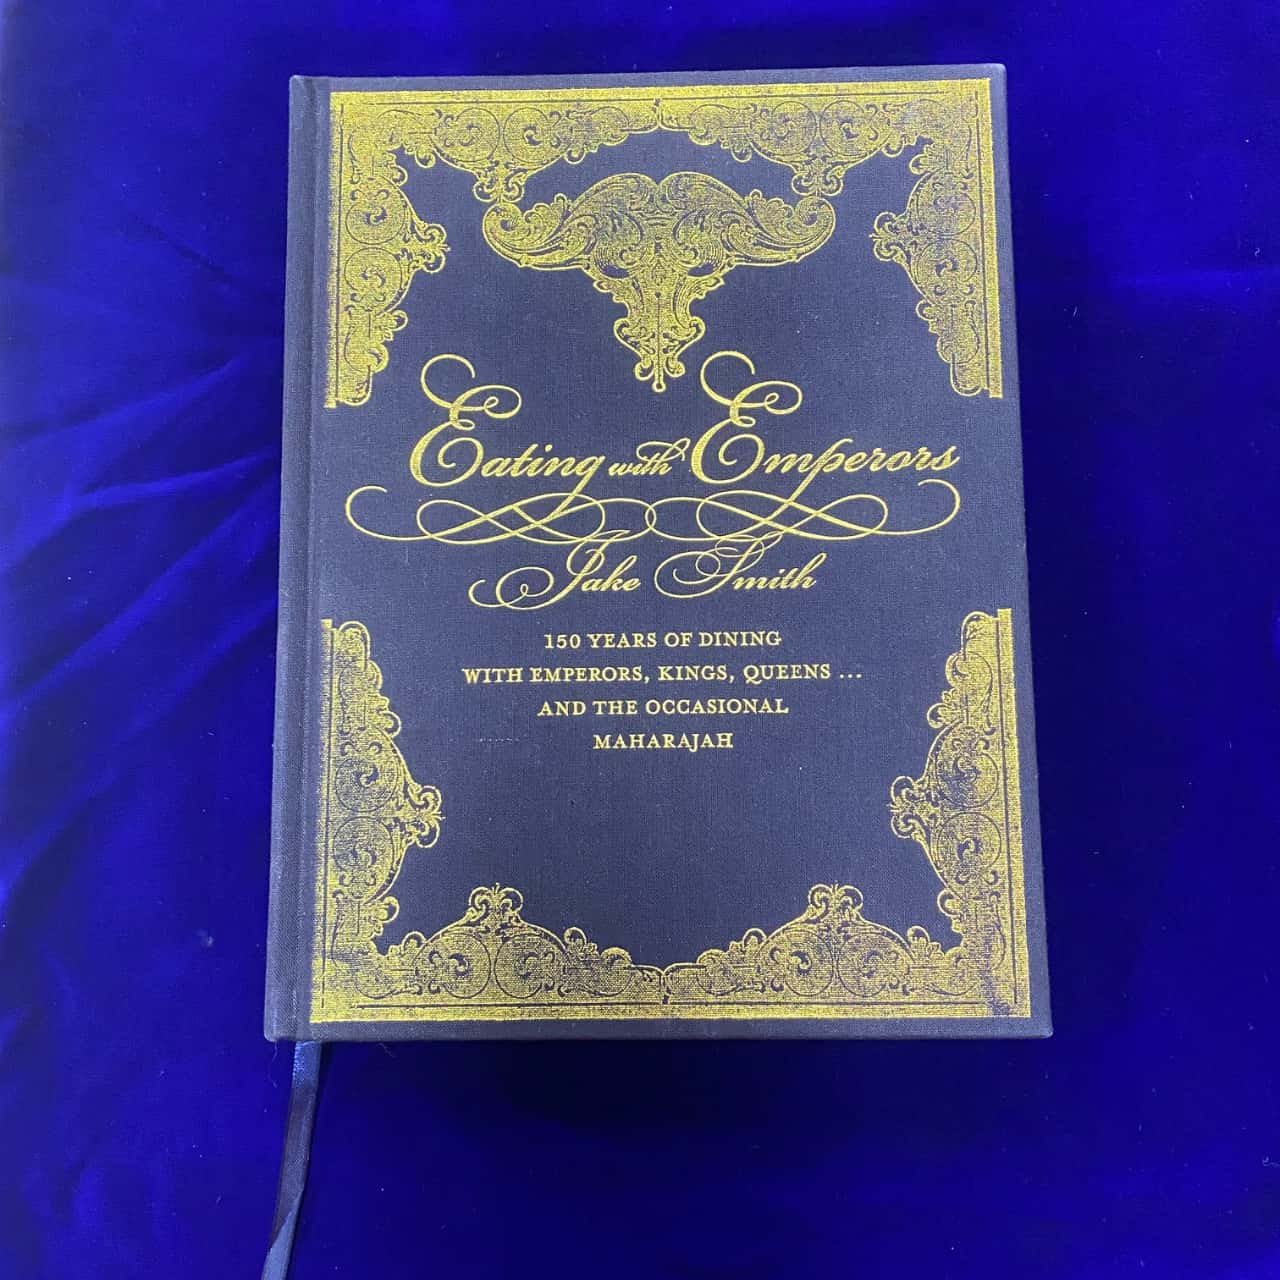 Eating with Emperors
Jake Smith
150 YEARS OF DINING
WITH EMPERORS, KINGS, QUEENS ...
AND THE OCCASIONAL
MAHARAJAH